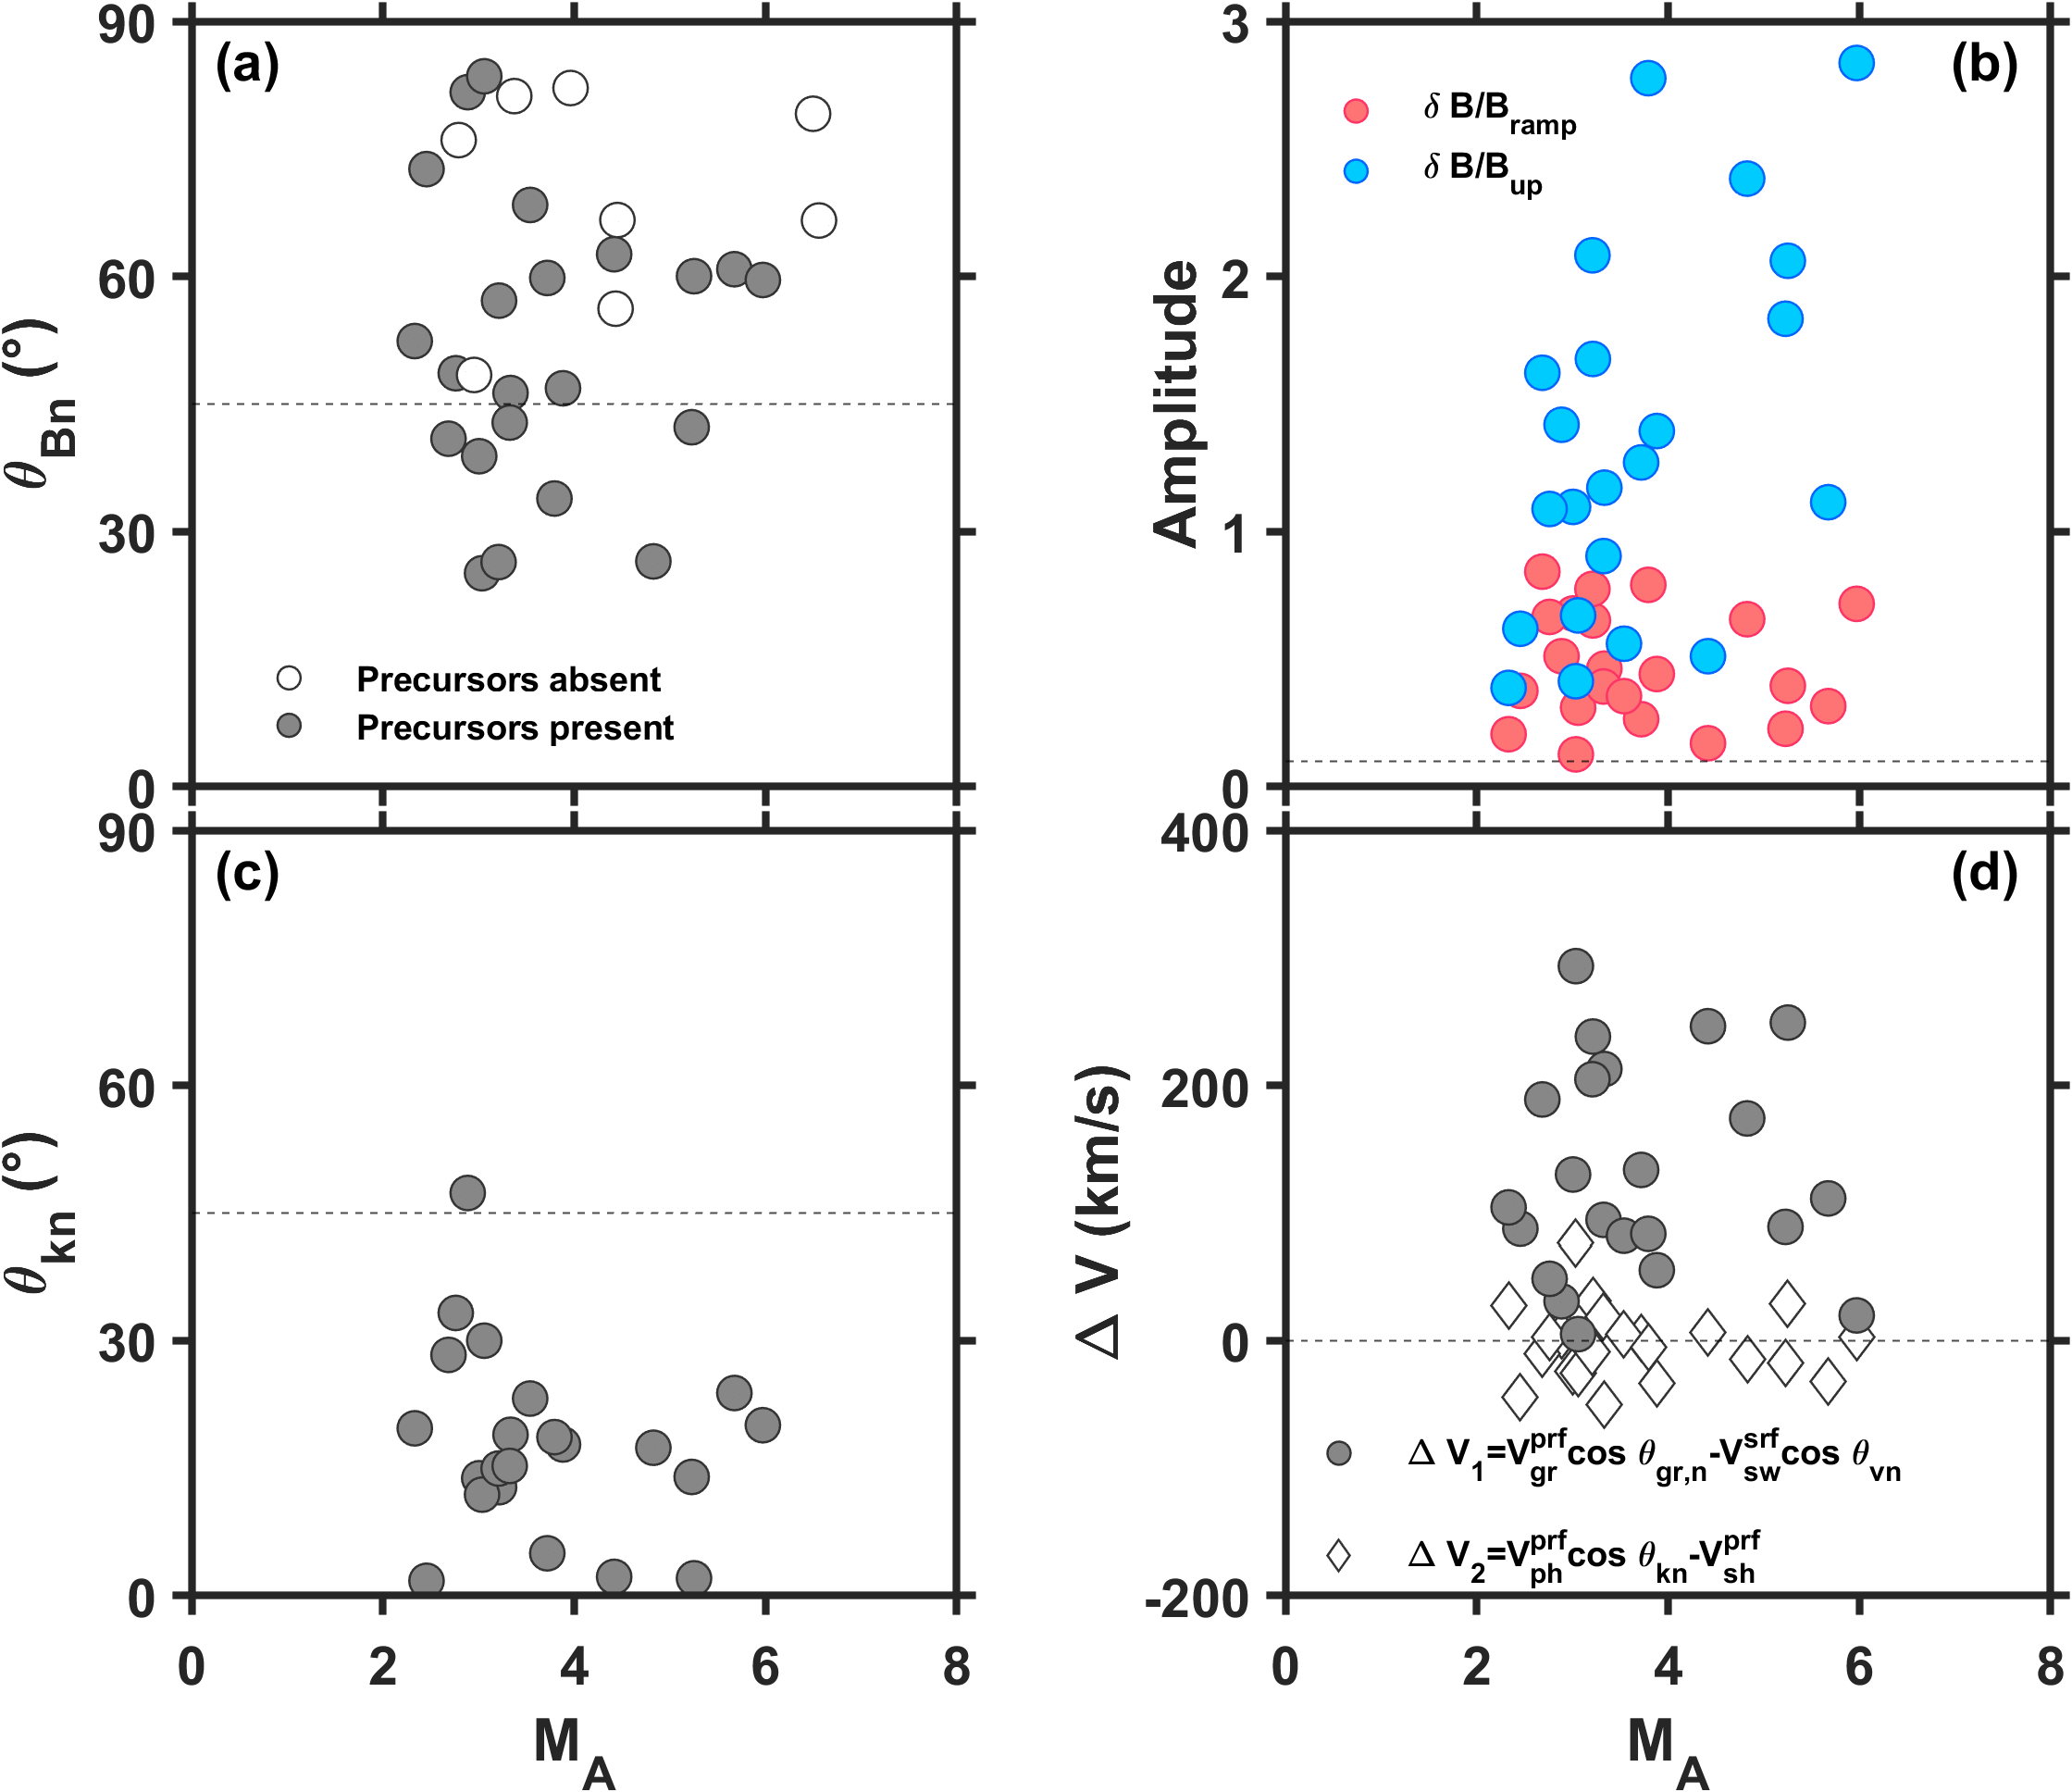 (a)
90
60
30
0
θBn (°)
Precursors absent
Precursors present
(b)
3
2
1
0
Amplitude
δ B/Bramp
δ B/Bup
(c)
90
60
30
0
θkn (°)
0 2 4 6 8
MA
(d)
400
200
0
-200
Δ V (km/s)
Δ V1=Vgrprfcos θgr,n-Vswsrfcos θvn
Δ V2=Vphprfcos θkn-Vshprf
0 2 4 6 8
MA